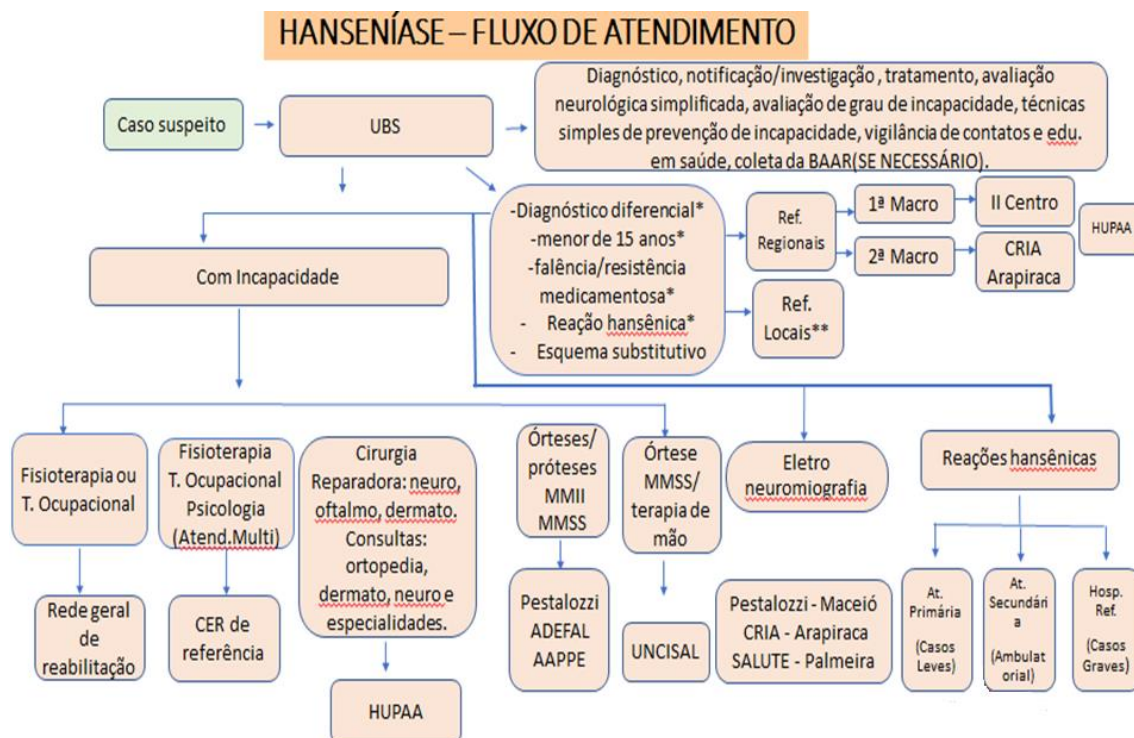 HANSENÍASE – FLUXO DE ATENDIMENTO
Caso suspeito
UBS
Diagnóstico, notificação/investigação , tratamento, avaliação
neurológica simplificada, avaliação de grau de incapacidade, técnicas
simples de prevenção de incapacidade, vigilância de contatos e edu.
em saúde, coleta da BAAR(SE NECESSÁRIO).
-Diagnóstico diferencial*
-menor de 15 anos*
-falência/resistência
medicamentosa*
- Reação hansênica*
- Esquema substitutivo
Ref.
Regionais
1ª Macro
II Centro
2ª Macro
CRIA
Arapiraca
HUPAA
Ref.
Locais**
Com Incapacidade
Fisioterapia ou
T. Ocupacional
Fisioterapia
T. Ocupacional
Psicologia
(Atend.Multi)
Cirurgia
Reparadora: neuro,
oftalmo, dermato.
Consultas:
ortopedia,
dermato, neuro e
especialidades.
Órteses/
próteses
MMII
MMSS
Órtese
MMSS/
terapia de
mão
Eletro
neuromiografia
Reações hansênicas
Rede geral
de
reabilitação
CER de
referência
HUPAA
Pestalozzi
ADEFAL
AAPPE
UNCISAL
Pestalozzi - Maceió
CRIA - Arapiraca
SALUTE - Palmeira
At.
Primária
(Casos
Leves)
At.
Secundári
a
(Ambulat
orial)
Hosp.
Ref.
(Casos
Graves)